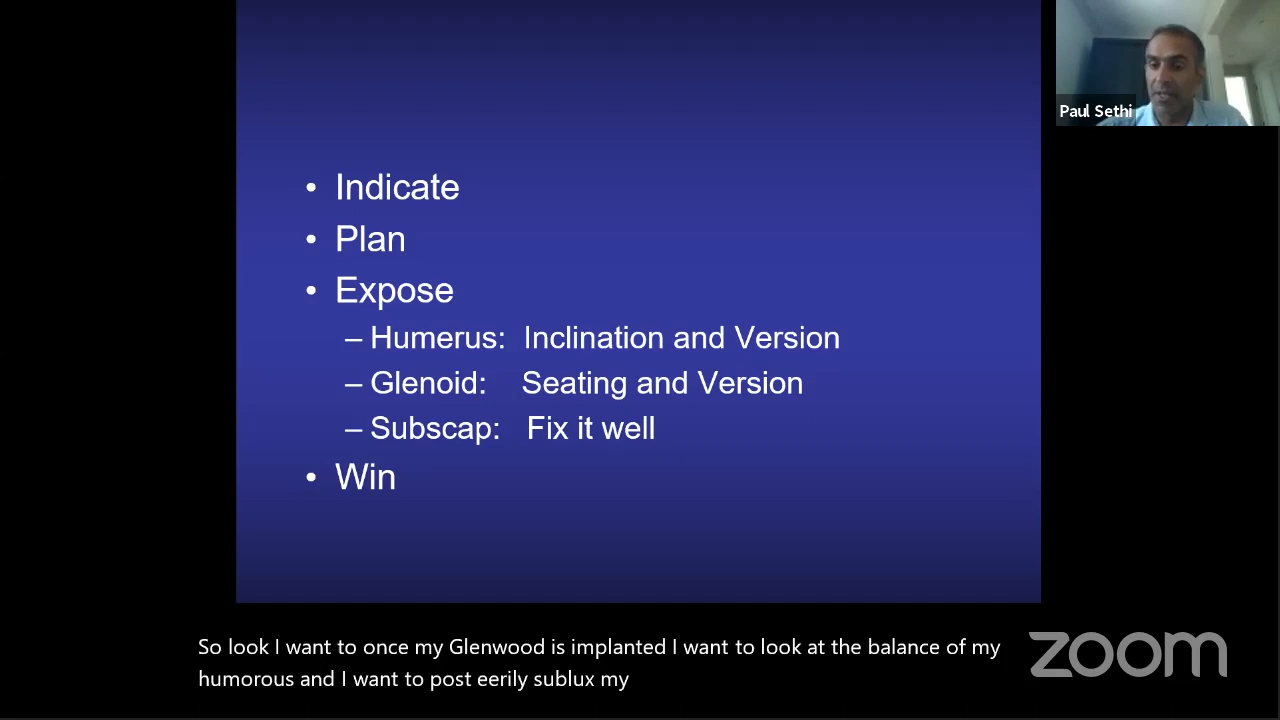 Paul Sethi
• Indicate
• Plan
• Expose
– Humerus: Inclination and Version
– Glenoid: Seating and Version
– Subscap: Fix it well
• Win
So look I want to once my Glenwood is implanted I want to look at the balance of my
humorous and I want to post eerily sublux my
zoom